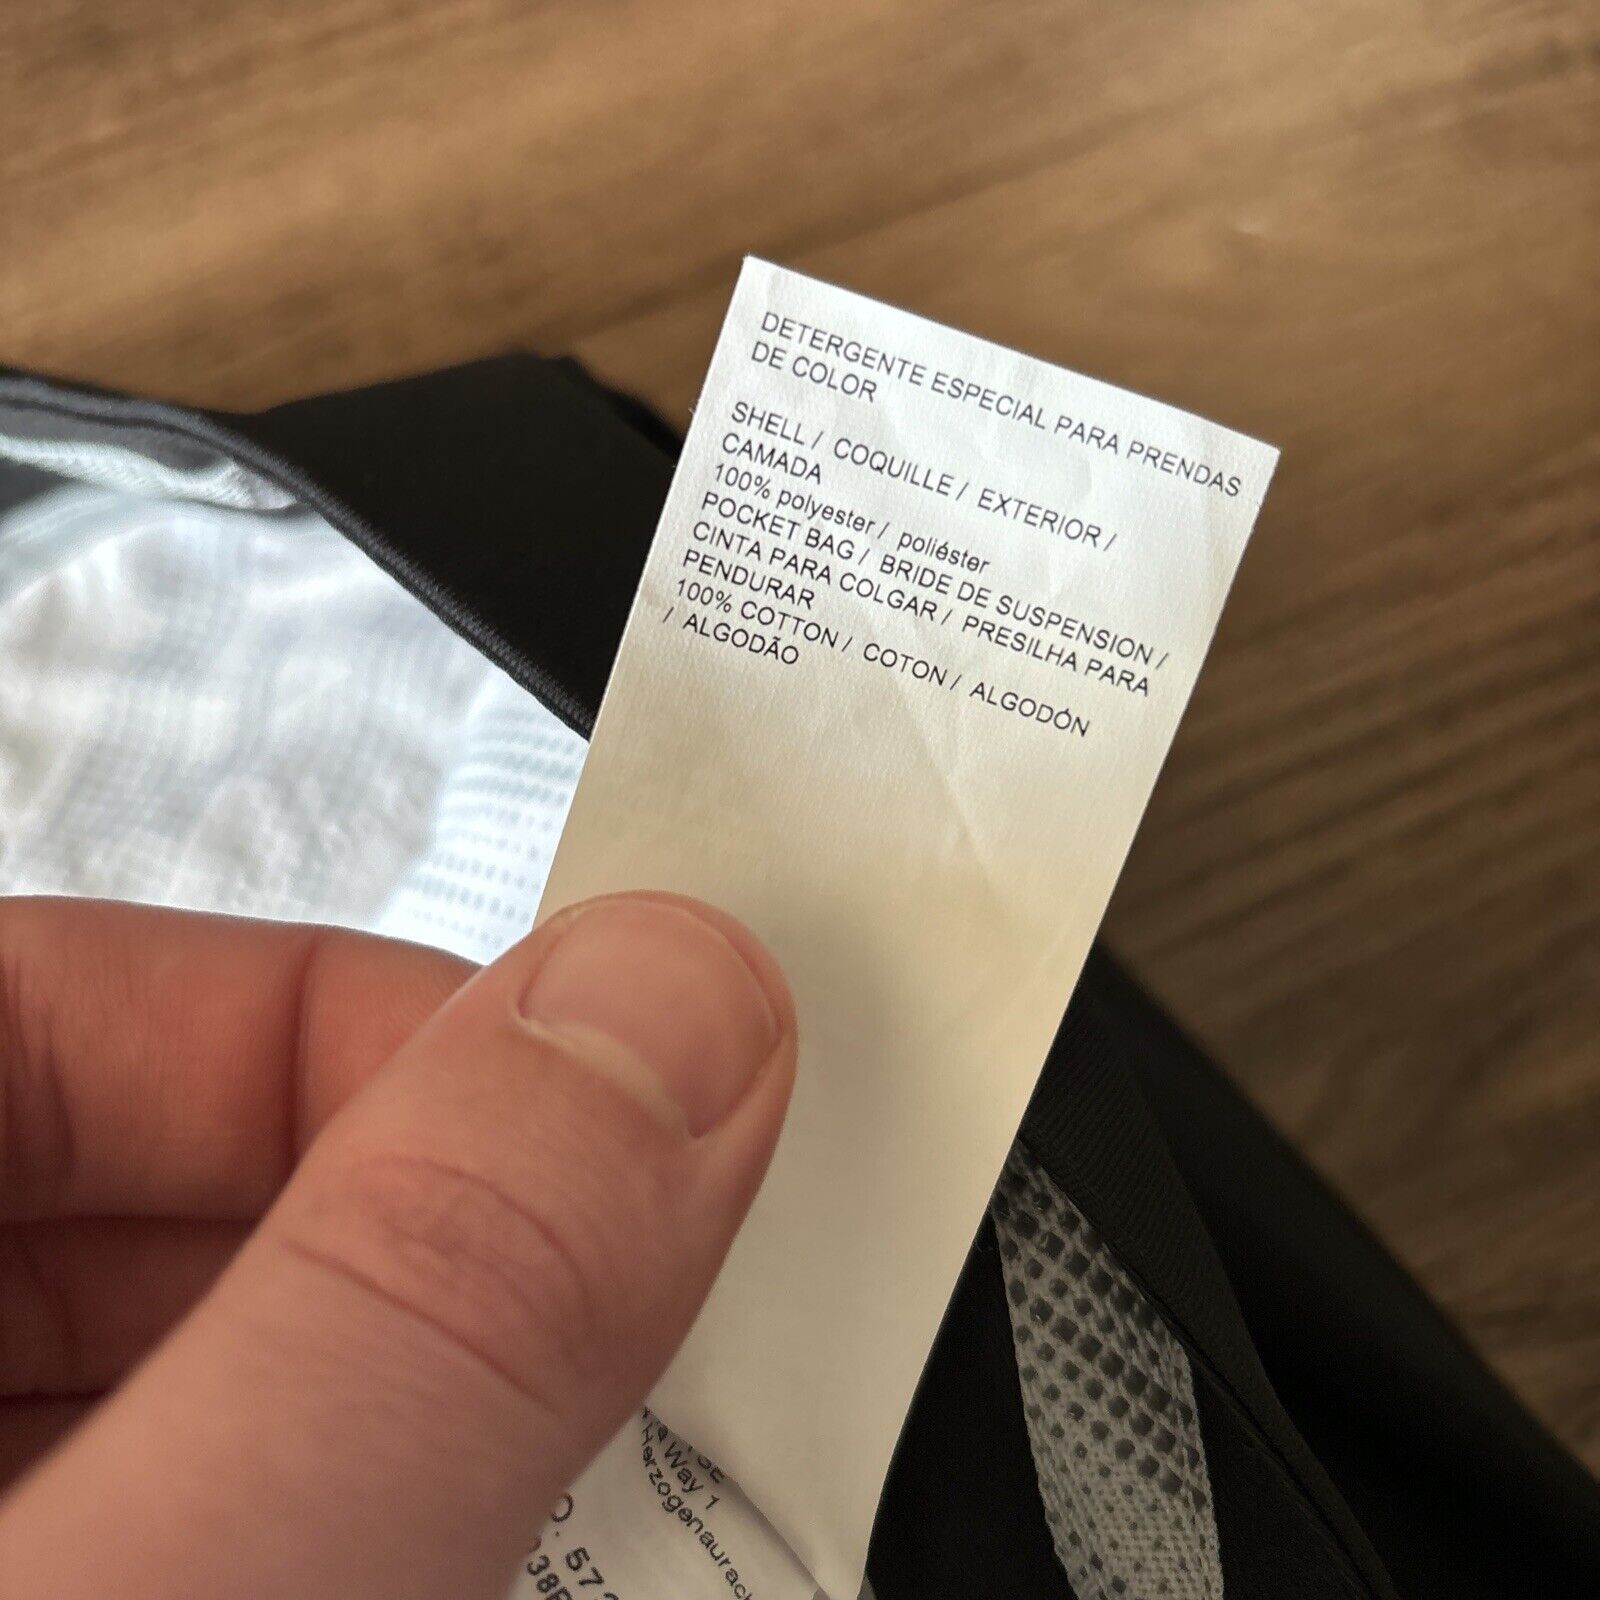 DETERGENTE ESPECIAL PARA PRENDAS
DE COLOR
SHELL / COQUILLE / EXTERIOR /
CAMADA
100% polyester / poliéster
POCKET BAG / BRIDE DE SUSPENSION /
CINTA PARA COLGAR / PRESILHA PARA
PENDURAR
100% COTTON / COTON / ALGODÓN
/ ALGODÃO
SE
Way 1
Herzogenaurach